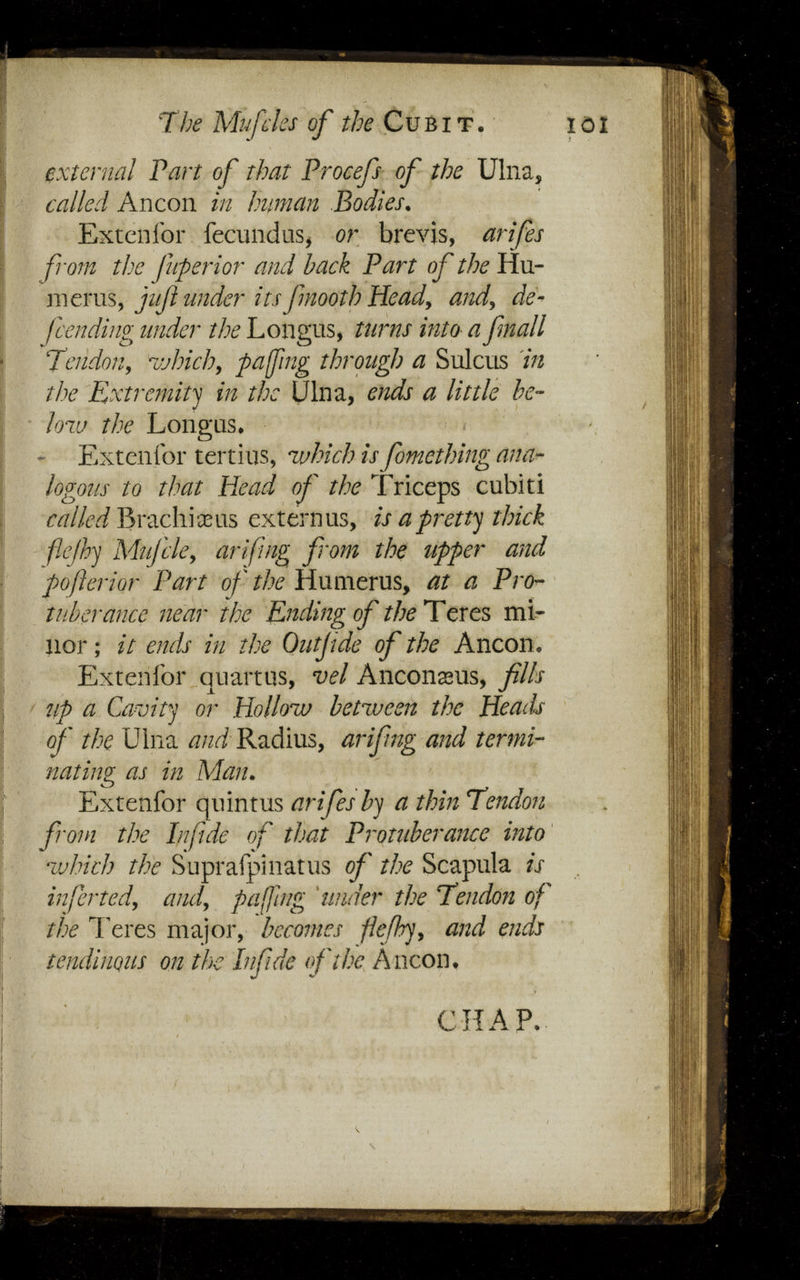 The Muſcles of the CUBIT. 101
external Part of that Proceſs of the Ulna,
called Ancon in human Bodies.
Extenſor ſecundus, or brevis, ariſes
from the ſuperior and back Part of the Hu-
merus, juſt under its ſmooth Head, and, de-
ſcending under the Longus, turns into a ſmall
Tendon, which, paſſing through a Sulcus in
the Extremity in the Ulna, ends a little be-
low the Longus.
Extenſor tertius, which is ſomething ana-
logous to that Head of the Triceps cubiti
called Brachiæus externus, is a pretty thick
fleſhy Muſcle, ariſing from the upper and
poſterior Part of the Humerus, at a Pro-
tuberance near the Ending of the Teres mi-
nor; it ends in the Outſide of the Ancon.
Extenſor quartus, vel Anconæus, fills
up a Cavity or Hollow between the Heads
of the Ulna and Radius, ariſing and termi-
nating as in Man.
Extenſor quintus ariſes by a thin Tendon
from the Inſide of that Protuberance into
which the Supraſpinatus of the Scapula is
inſerted, and, paſſing under the Tendon of
the Teres major, becomes fleſhy, and ends
tendinous on the Inſide of the Ancon.
CHAP.